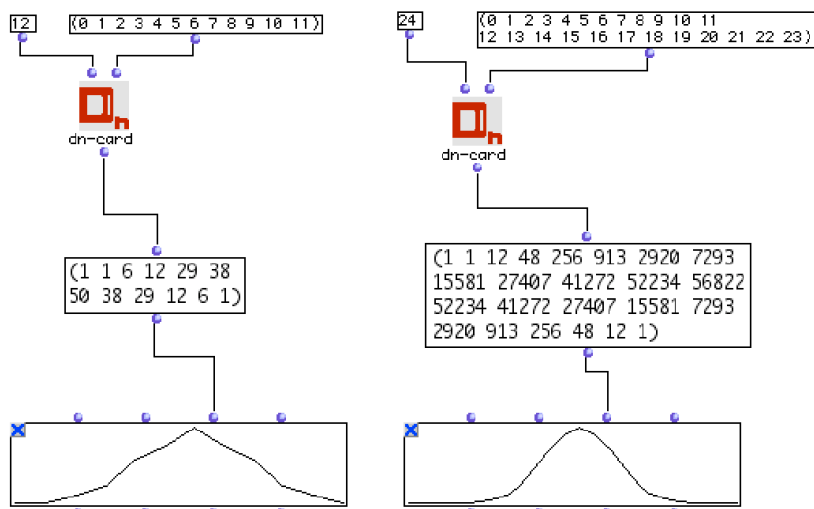 12
(0 1 2 3 4 5 6 7 8 9 10 11)
dn-card
(1 1 6 12 29 38
50 38 29 12 6 1)
24
(0 1 2 3 4 5 6 7 8 9 10 11
12 13 14 15 16 17 18 19 20 21 22 23)
dn-card
(1 1 12 48 256 913 2920 7293
15581 27407 41272 52234 56822
52234 41272 27407 15581 7293
2920 913 256 48 12 1)